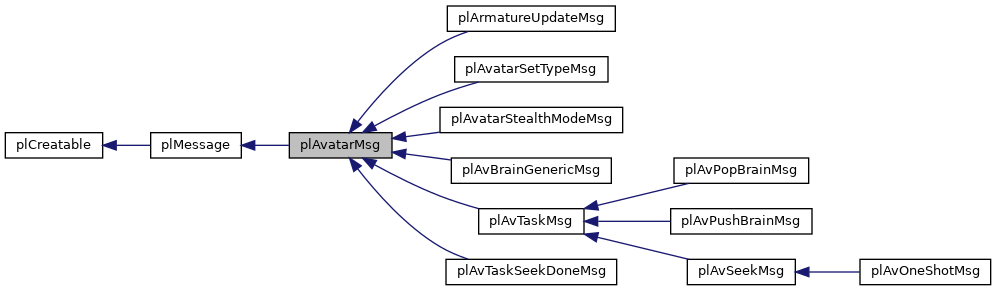 plArmatureUpdateMsg
plAvatarSetTypeMsg
plAvatarStealthModeMsg
plCreatable
plMessage
plAvatarMsg
plAvBrainGenericMsg
plAvPopBrainMsg
plAvTaskMsg
plAvPushBrainMsg
plAvTaskSeekDoneMsg
plAvSeekMsg
plAvOneShotMsg